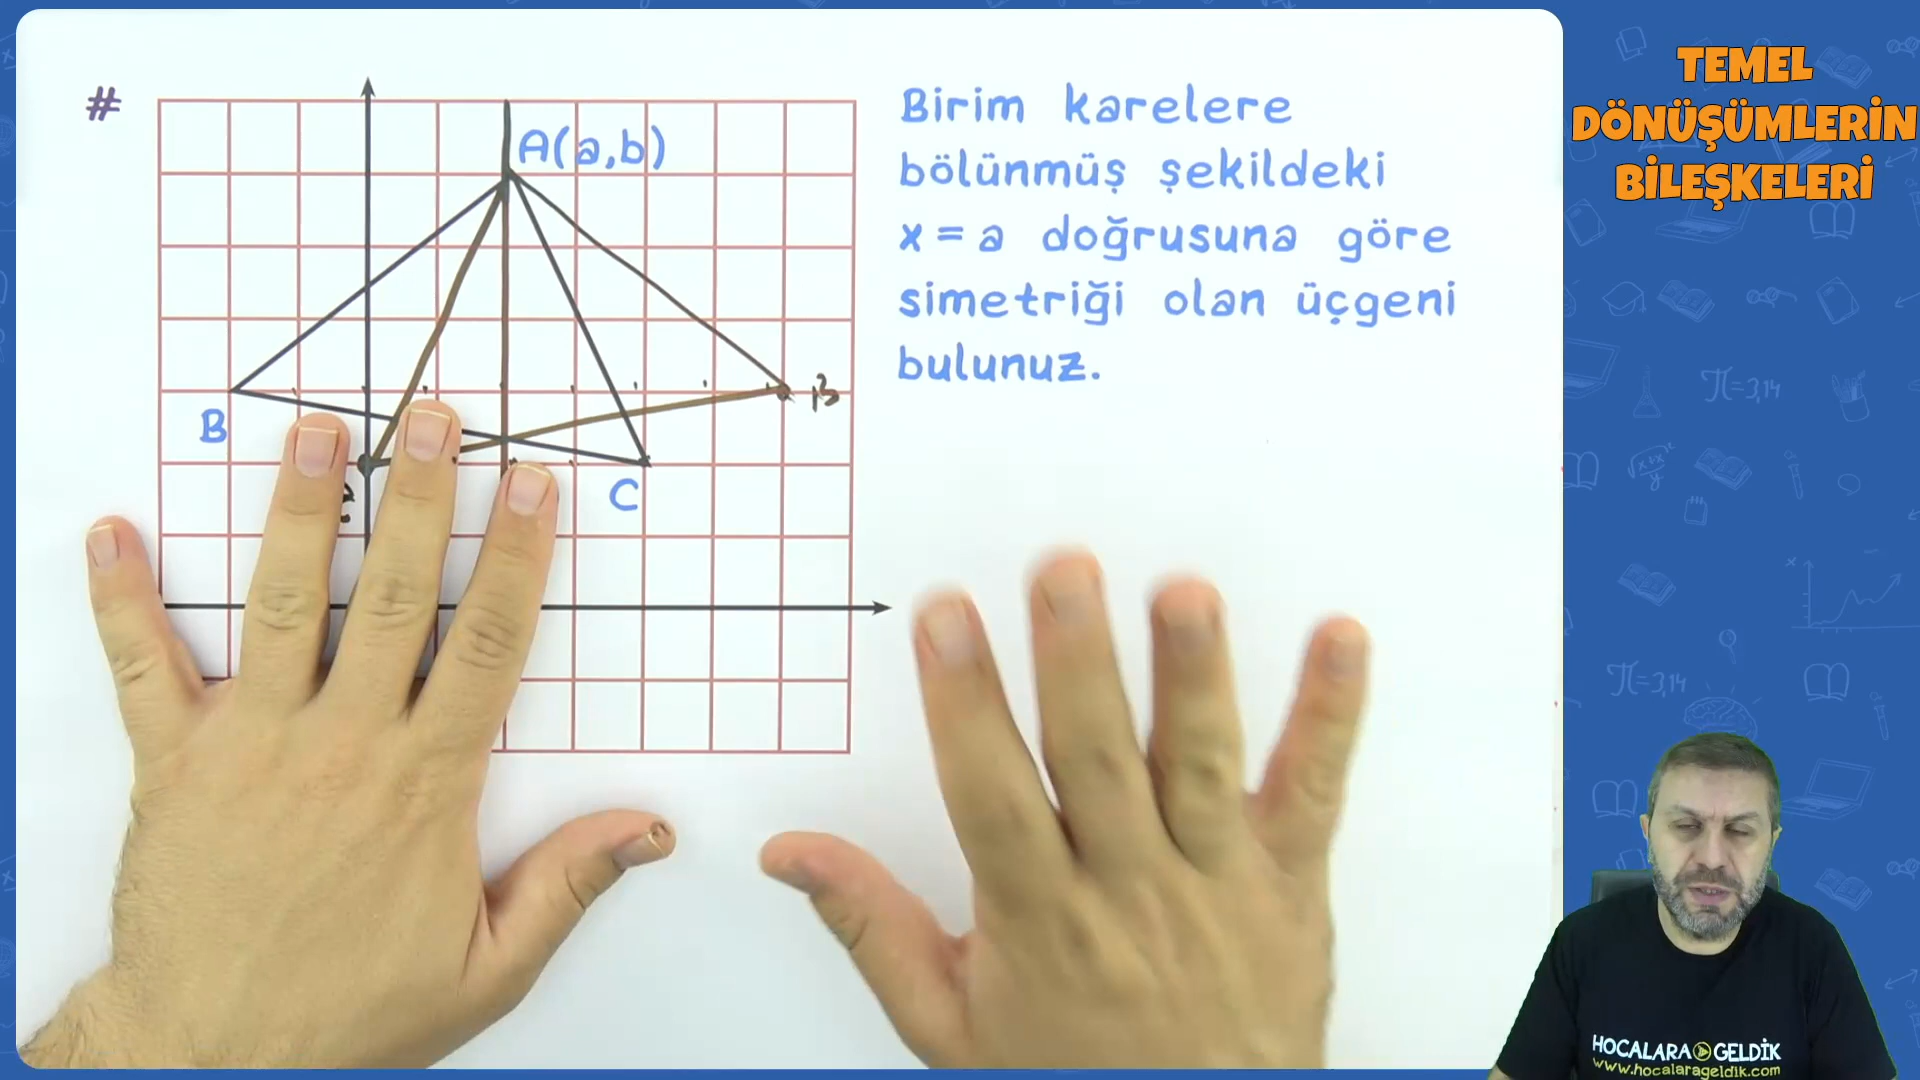 #
A(a,b)
B
C
B
Birim karelere
bölünmüş şekildeki
x = a doğrusuna göre
simetriği olan üçgeni
bulunuz.
TEMEL
DÖNÜŞÜMLERİN
BİLEŞKELERİ
π=3,14
π=3,14
HOCALARA GELDİK
www.hocalarageldik.com